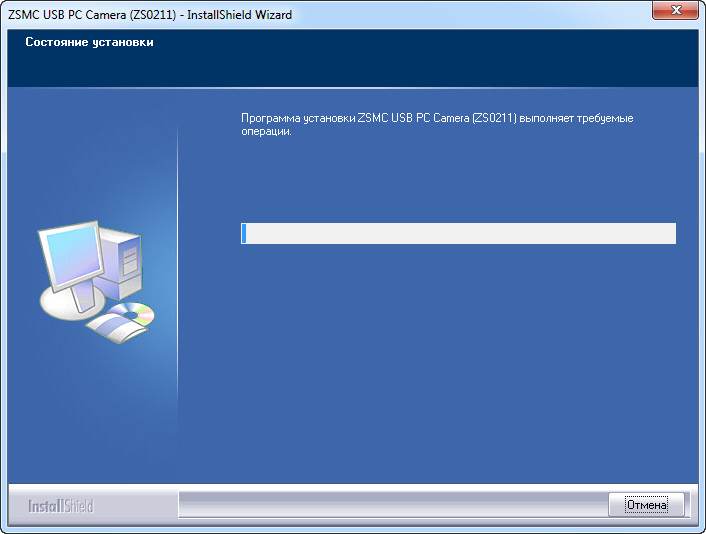 ZSMC USB PC Camera (ZS0211) - InstallShield Wizard
Состояние установки
Программа установки ZSMC USB PC Camera (ZS0211) выполняет требуемые
операции.
InstallShield
Отмена